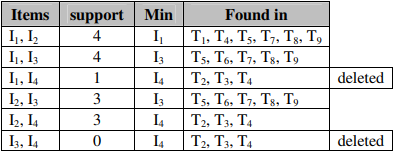 Items support Min Found in
I₁, I₂ 4 I₁ T₁, T₄, T₅, T₇, T₈, T₉
I₁, I₃ 4 I₃ T₅, T₆, T₇, T₈, T₉
I₁, I₄ 1 I₄ T₂, T₃, T₄ deleted
I₂, I₃ 3 I₃ T₅, T₆, T₇, T₈, T₉
I₂, I₄ 3 I₄ T₂, T₃, T₄
I₃, I₄ 0 I₄ T₂, T₃, T₄ deleted